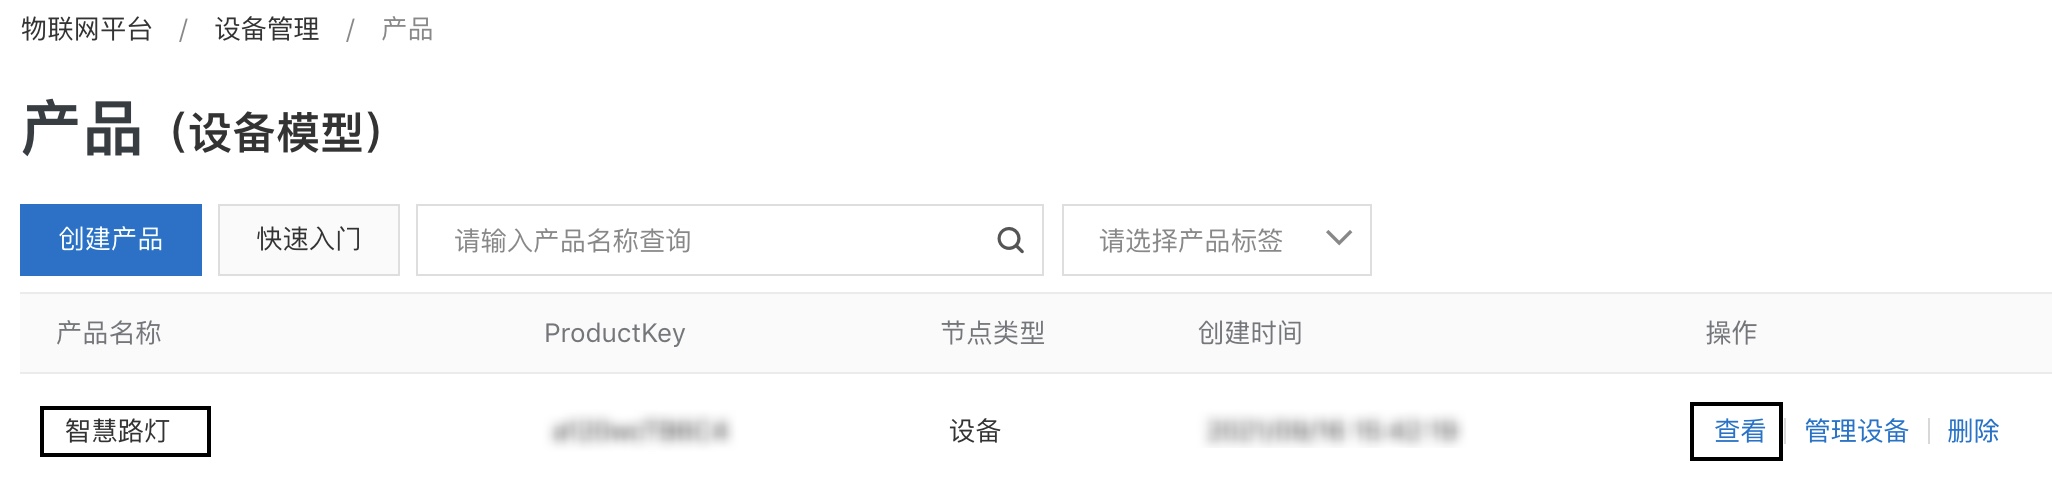 物联网平台 / 设备管理 / 产品
产品（设备模型）
创建产品 快速入门 请输入产品名称查询 请选择产品标签
产品名称 ProductKey 节点类型 创建时间 操作
智慧路灯 设备 查看 管理设备 删除